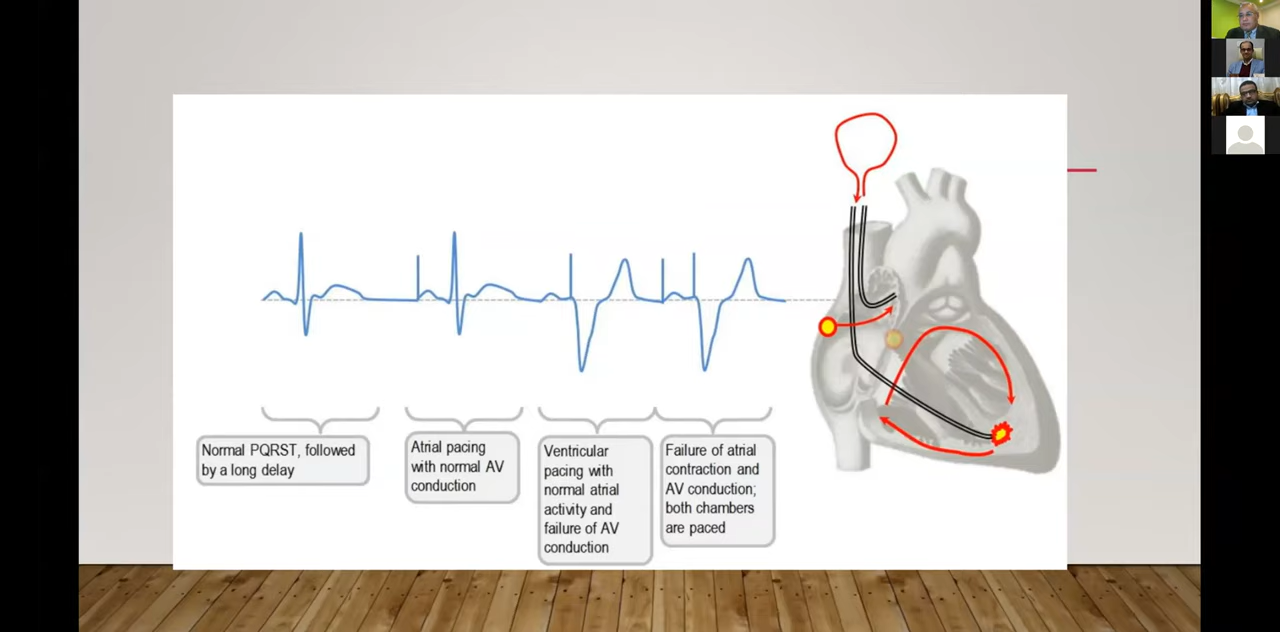 Normal PQRST, followed
by a long delay
Atrial pacing
with normal AV
conduction
Ventricular
pacing with
normal atrial
activity and
failure of AV
conduction
Failure of atrial
contraction and
AV conduction;
both chambers
are paced